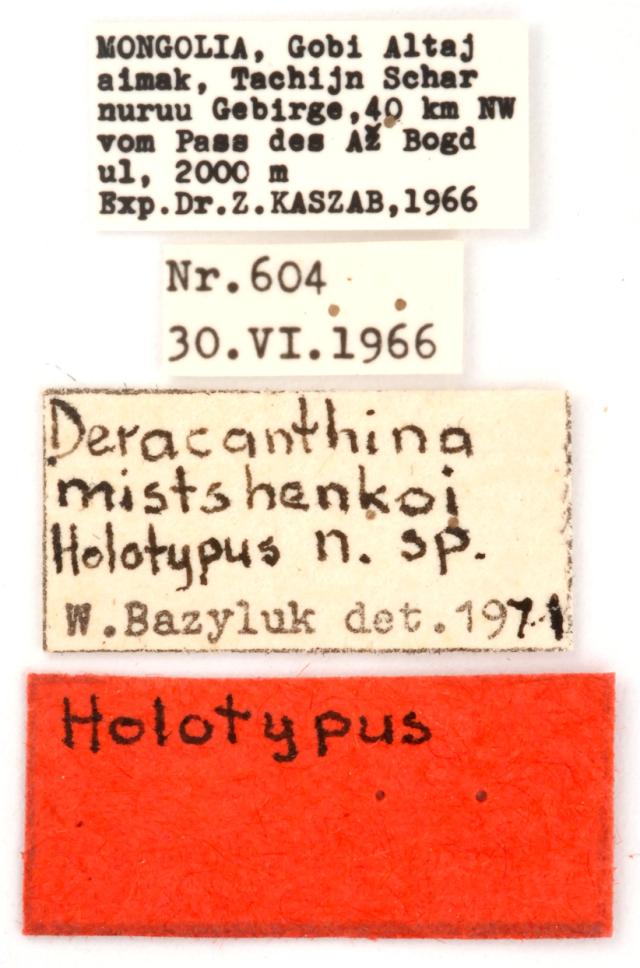 MONGOLIA, Gobi Altaj
aimak, Tachijn Schar
nuruu Gebirge,40 km NW
vom Pass des Až Bogd
ul, 2000 m
Exp.Dr.Z.KASZAB,1966
Nr.604
30.VI.1966
Deracanthina
mistshenkoi
Holotypus n. sp.
W.Bazyluk det.1971
Holotypus